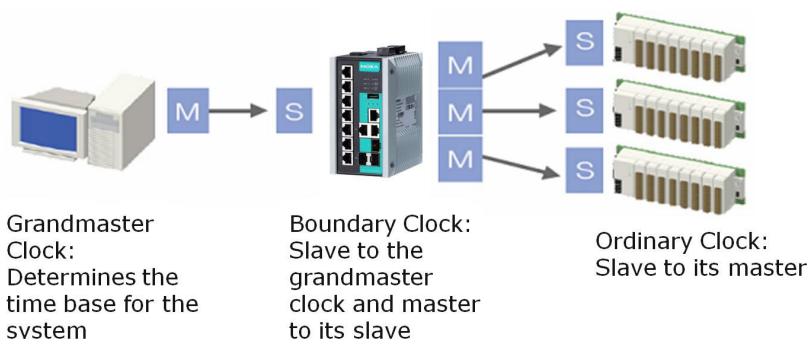 M
S
MOXA
M
M
M
S
S
S
Grandmaster
Clock:
Determines the
time base for the
system
Boundary Clock:
Slave to the
grandmaster
clock and master
to its slave
Ordinary Clock:
Slave to its master